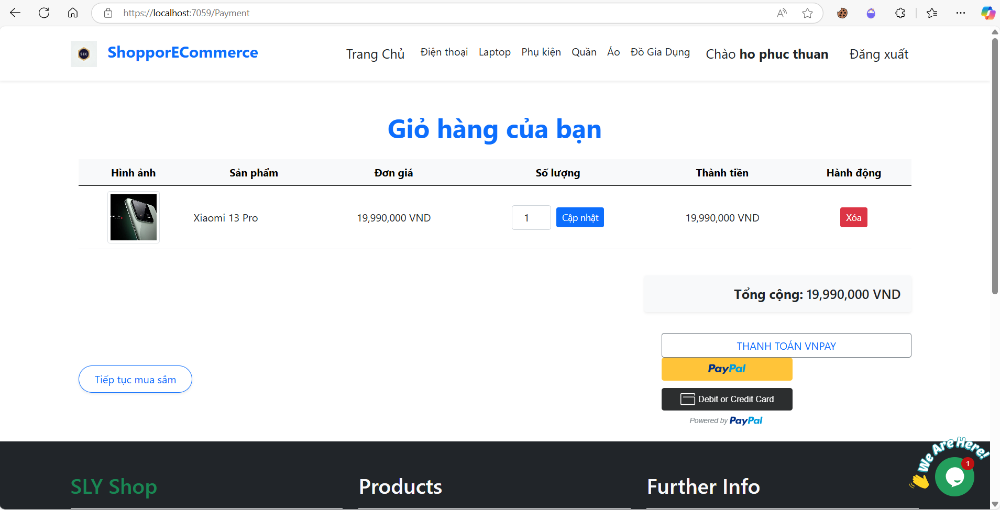 https://localhost:7059/Payment
SEC
ShopporECommerce
Trang Chủ
Điện thoại
Laptop
Phụ kiện
Quần
Áo
Đồ Gia Dụng
Chào ho phuc thuan
Đăng xuất
Giỏ hàng của bạn
Hình ảnh
Sản phẩm
Đơn giá
Số lượng
Thành tiền
Hành động
Xiaomi 13 Pro
19,990,000 VND
1
Cập nhật
19,990,000 VND
Xóa
Tổng cộng: 19,990,000 VND
THANH TOÁN VNPAY
PayPal
Tiếp tục mua sắm
Debit or Credit Card
Powered by PayPal
We Are Here!
1
SLY Shop
Products
Further Info